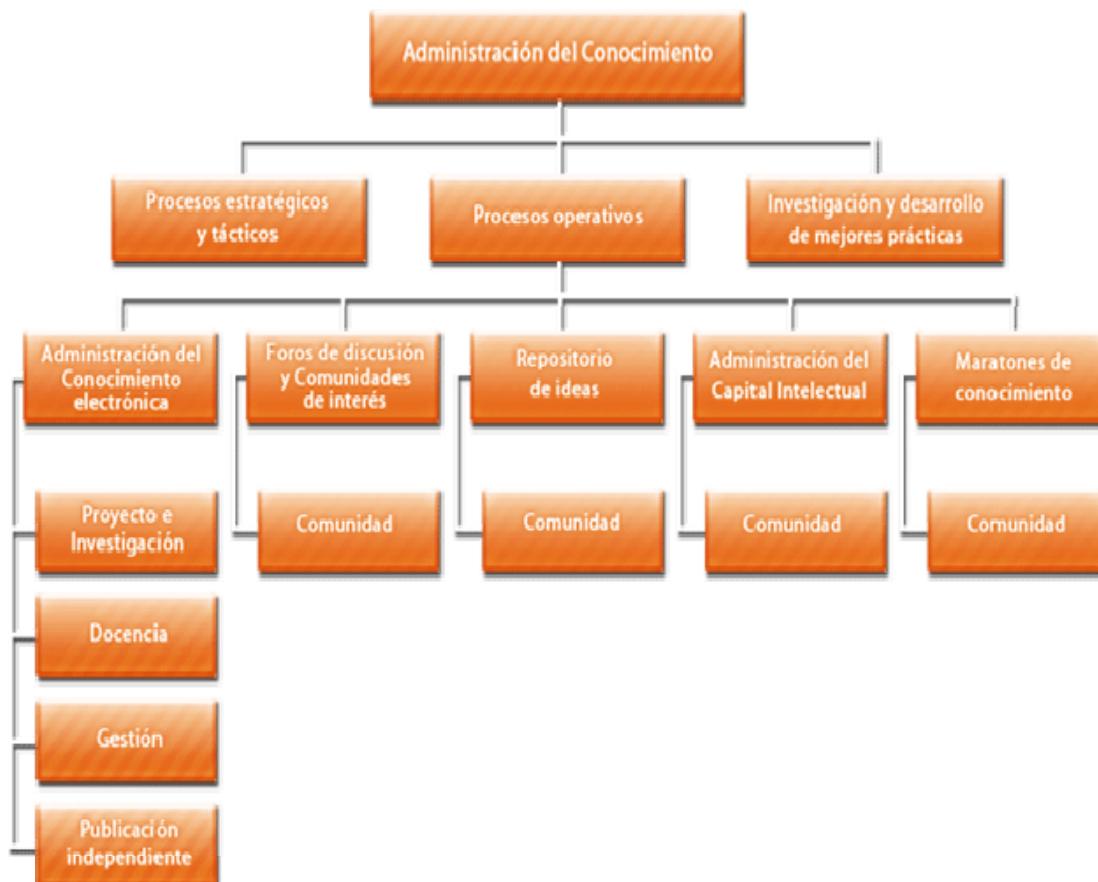 Administración del Conocimiento
Procesos estratégicos
y tácticos
Procesos operativos
Investigación y desarrollo
de mejores prácticas
Administración del
Conocimiento
electrónica
Foros de discusión
y Comunidades
de interés
Repositorio
de ideas
Administración del
Capital Intelectual
Maratones de
conocimiento
Proyecto e
Investigación
Comunidad
Comunidad
Comunidad
Comunidad
Docencia
Gestión
Publicación
independiente